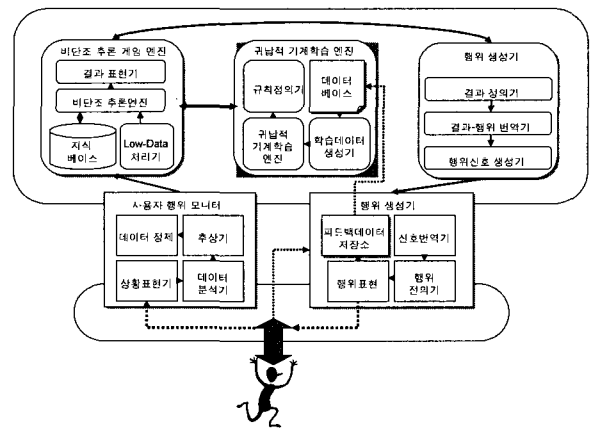 비단조 추론 게임 엔진
결과 표현기
비단조 추론엔진
지식
베이스
Low-Data
처리기
귀납적 기계학습 엔진
규칙정의기
데이터
베이스
귀납적
기계학습
엔진
학습데이터
생성기
행위 생성기
결과 정의기
결과-행위 번역기
행위신호 생성기
사용자 행위 모니터
데이터 정제
추상기
상황표현기
데이터
분석기
행위 생성기
피드백데이터
저장소
신호번역기
행위표현
행위
전의기